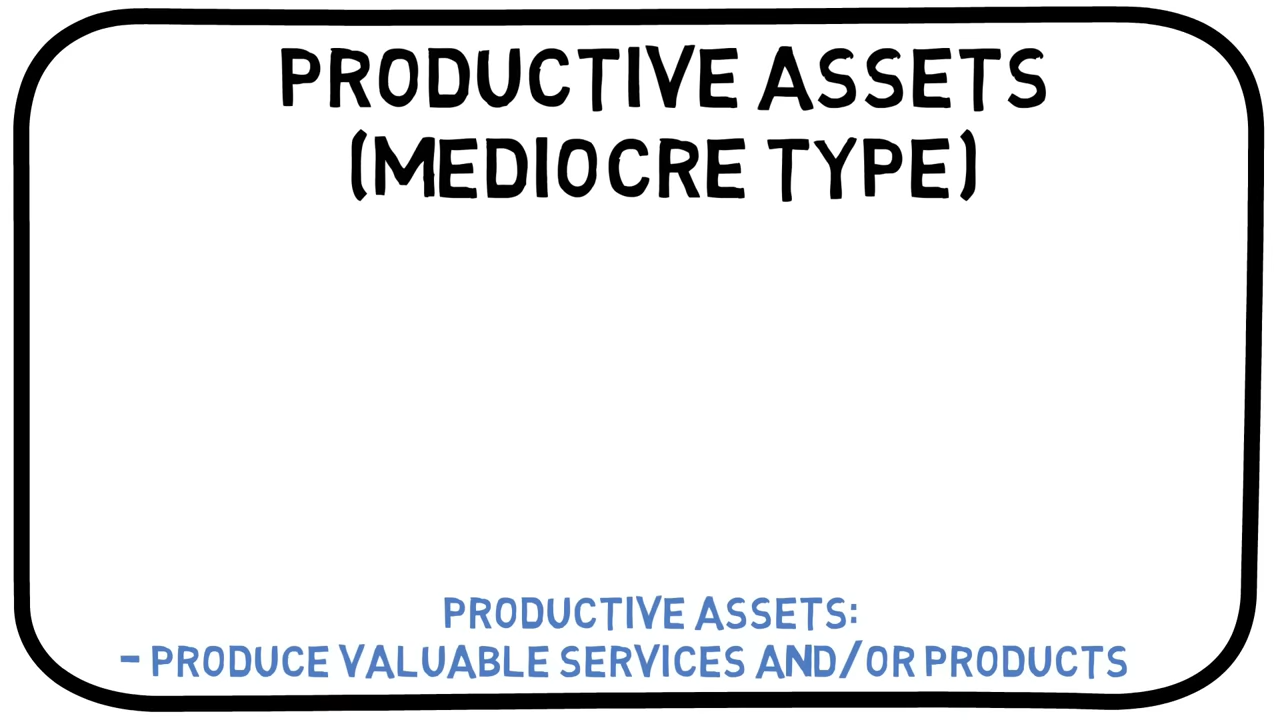 PRODUCTIVE ASSETS
(MEDIOCRE TYPE)
PRODUCTIVE ASSETS:
- PRODUCE VALUABLE SERVICES AND/OR PRODUCTS